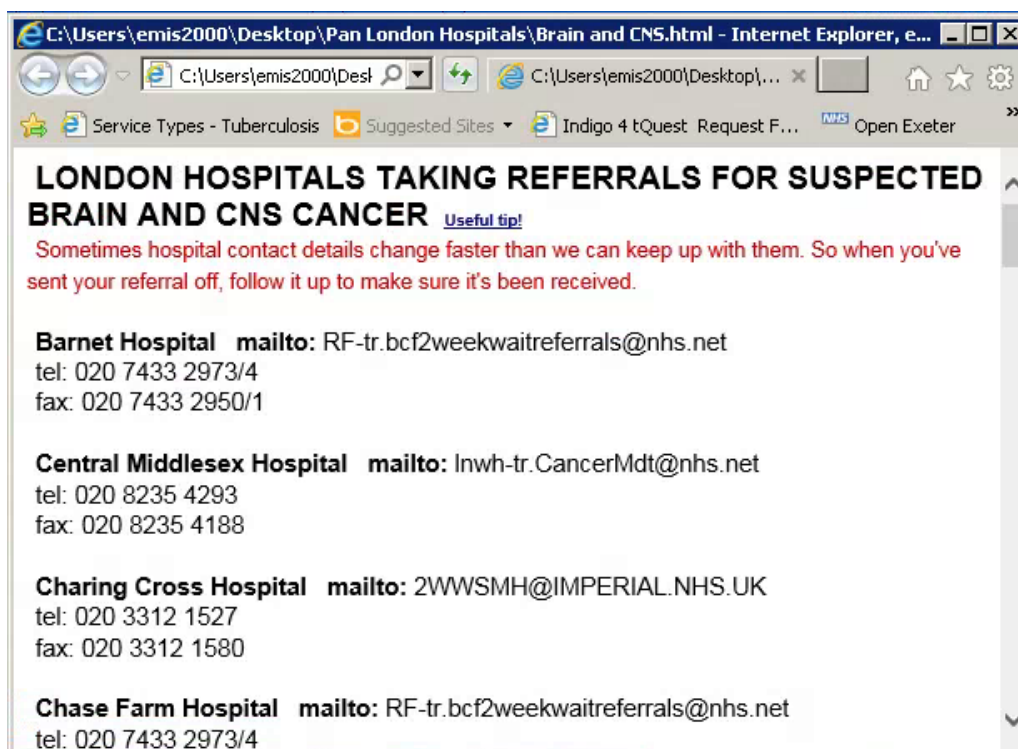 C:\Users\emis2000\Desktop\Pan London Hospitals\Brain and CNS.html - Internet Explorer, e...
C:\Users\emis2000\Desl C:\Users\emis2000\Desktop\...
Service Types - Tuberculosis Suggested Sites Indigo 4 tQuest Request F... NHS Open Exeter »
LONDON HOSPITALS TAKING REFERRALS FOR SUSPECTED
BRAIN AND CNS CANCER Useful tip!
Sometimes hospital contact details change faster than we can keep up with them. So when you've
sent your referral off, follow it up to make sure it's been received.
Barnet Hospital mailto: RF-tr.bcf2weekwaitreferrals@nhs.net
tel: 020 7433 2973/4
fax: 020 7433 2950/1
Central Middlesex Hospital mailto: lnwh-tr.CancerMdt@nhs.net
tel: 020 8235 4293
fax: 020 8235 4188
Charing Cross Hospital mailto: 2WWSMH@IMPERIAL.NHS.UK
tel: 020 3312 1527
fax: 020 3312 1580
Chase Farm Hospital mailto: RF-tr.bcf2weekwaitreferrals@nhs.net
tel: 020 7433 2973/4